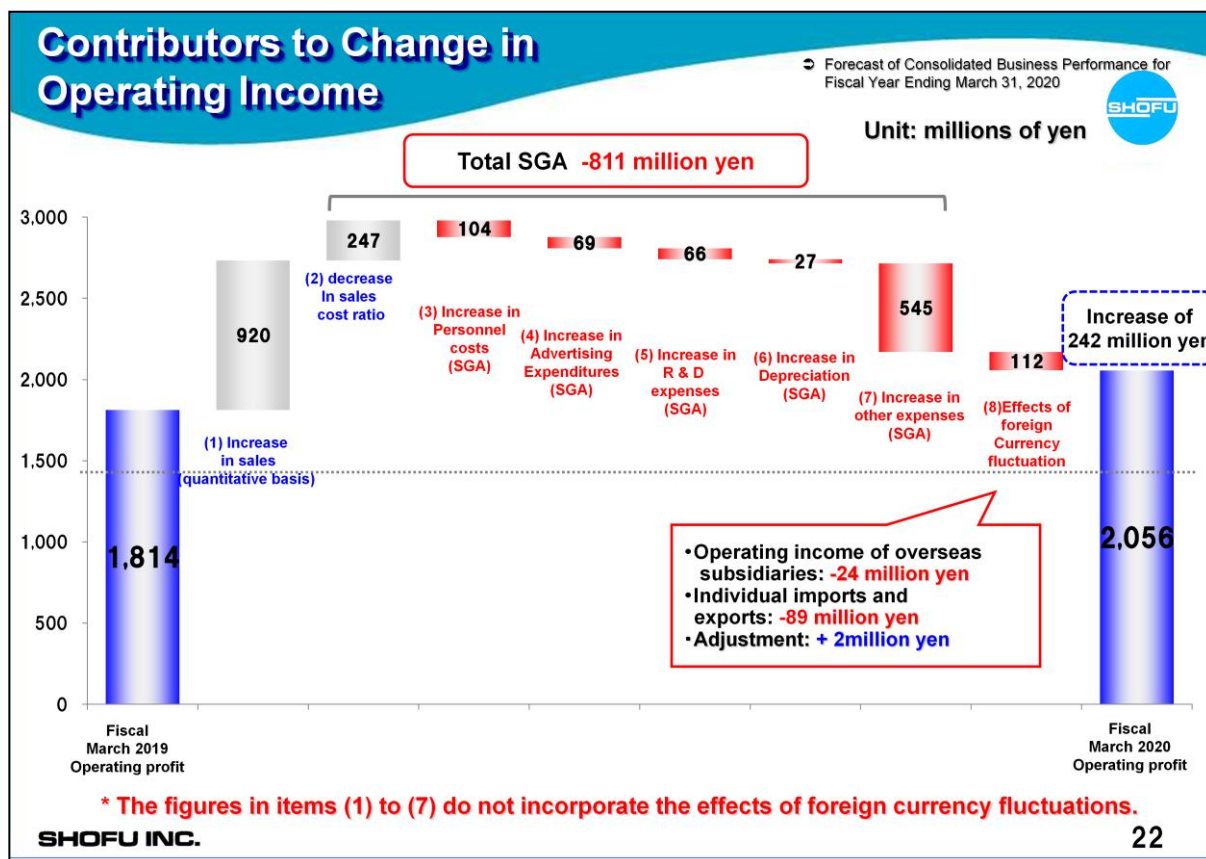 Contributors to Change in
Operating Income
➲ Forecast of Consolidated Business Performance for
Fiscal Year Ending March 31, 2020
SHOFU
Unit: millions of yen
Total SGA -811 million yen
3,000
2,500
2,000
1,500
1,000
500
0
1,814
920
247
104
69
66
27
545
112
2,056
(1) Increase
in sales
(quantitative basis)
(2) decrease
In sales
cost ratio
(3) Increase in
Personnel
costs
(SGA)
(4) Increase in
Advertising
Expenditures
(SGA)
(5) Increase in
R & D
expenses
(SGA)
(6) Increase in
Depreciation
(SGA)
(7) Increase in
other expenses
(SGA)
(8)Effects of
foreign
Currency
fluctuation
Increase of
242 million yen
•Operating income of overseas
subsidiaries: -24 million yen
•Individual imports and
exports: -89 million yen
•Adjustment: + 2million yen
Fiscal
March 2019
Operating profit
Fiscal
March 2020
Operating profit
* The figures in items (1) to (7) do not incorporate the effects of foreign currency fluctuations.
SHOFU INC.
22